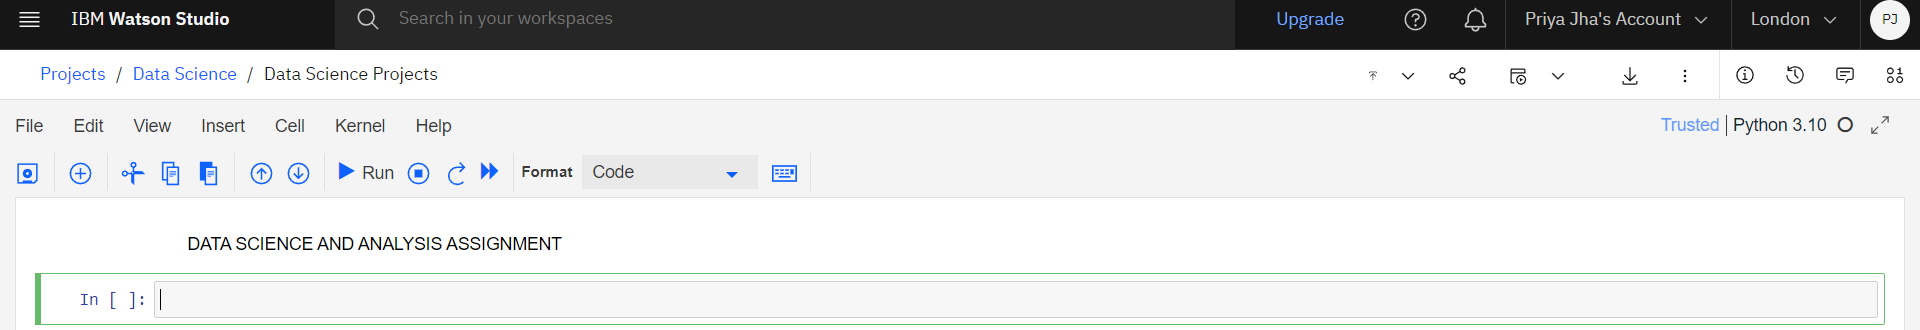 IBM Watson Studio
Search in your workspaces
Upgrade
Priya Jha's Account
London
PJ
Projects / Data Science / Data Science Projects
File Edit View Insert Cell Kernel Help
Trusted | Python 3.10
Run
Format
Code
DATA SCIENCE AND ANALYSIS ASSIGNMENT
In [ ]: